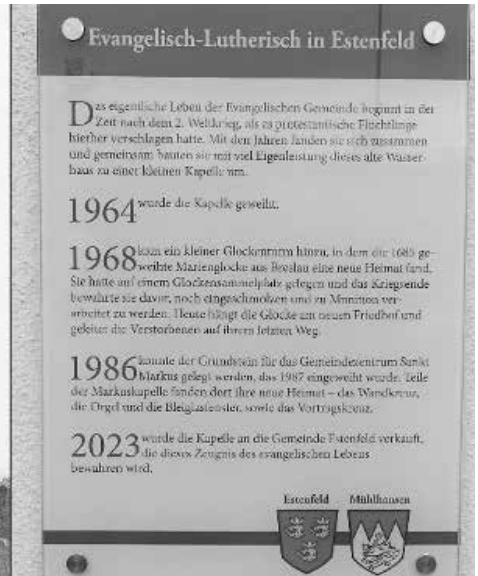 Evangelisch-Lutherisch in Estenfeld
Das eigentliche Leben der Evangelischen Gemeinde beginnt in der
Zeit nach dem 2. Weltkrieg, als es protestantische Flüchtlinge
hierher verschlagen hatte. Mit den Jahren fanden sie sich zusammen
und gemeinsam bauten sie mit viel Eigenleistung dieses alte Wasser-
haus zu einer kleinen Kapelle um.
1964 wurde die Kapelle geweiht.
1968 kam ein kleiner Glockenturm hinzu, in dem die 1685 ge-
weihte Marienglocke aus Breslau eine neue Heimat fand.
Sie hatte auf einem Glockensammelplatz gelegen und das Kriegsende
bewahrte sie davor, noch eingeschmolzen und zu Munition ver-
arbeitet zu werden. Heute hängt die Glocke am neuen Friedhof und
geleitet die Verstorbenen auf ihrem letzten Weg.
1986 konnte der Grundstein für das Gemeindezentrum Sankt
Markus gelegt werden, das 1987 eingeweiht wurde. Teile
der Markuskapelle fanden dort ihre neue Heimat – das Wandkreuz,
die Orgel und die Bleiglasfenster, sowie das Vortragskreuz.
2023 wurde die Kapelle an die Gemeinde Estenfeld verkauft,
die dieses Zeugnis des evangelischen Lebens
bewahren wird.
Estenfeld Mühlhausen